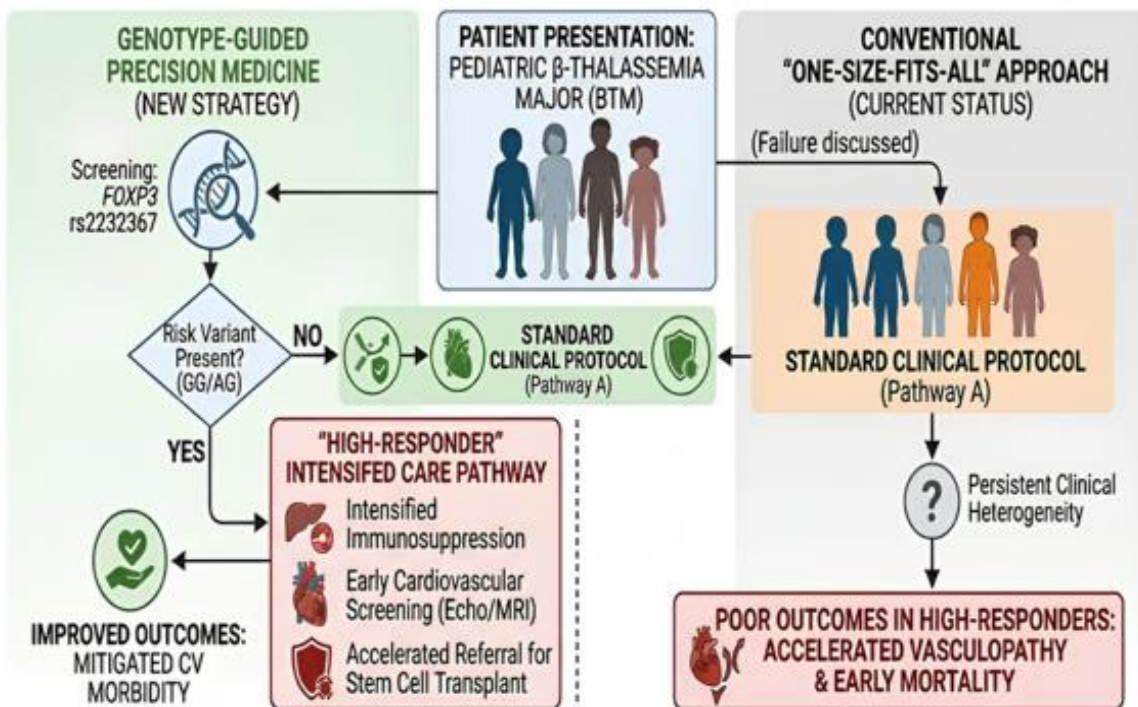 GENOTYPE-GUIDED
PRECISION MEDICINE
(NEW STRATEGY)
Screening:
FOXP3
rs2232367
Risk Variant
Present?
(GG/AG)
NO
YES
PATIENT PRESENTATION:
PEDIATRIC β-THALASSEMIA
MAJOR (BTM)
STANDARD
CLINICAL PROTOCOL
(Pathway A)
"HIGH-RESPONDER"
INTENSIFED CARE PATHWAY
Intensified
Immunosuppression
Early Cardiovascular
Screening (Echo/MRI)
Accelerated Referral for
Stem Cell Transplant
IMPROVED OUTCOMES:
MITIGATED CV
MORBIDITY
CONVENTIONAL
"ONE-SIZE-FITS-ALL" APPROACH
(CURRENT STATUS)
(Failure discussed)
STANDARD CLINICAL PROTOCOL
(Pathway A)
?
Persistent Clinical
Heterogeneity
POOR OUTCOMES IN HIGH-RESPONDERS:
ACCELERATED VASCULOPATHY
& EARLY MORTALITY